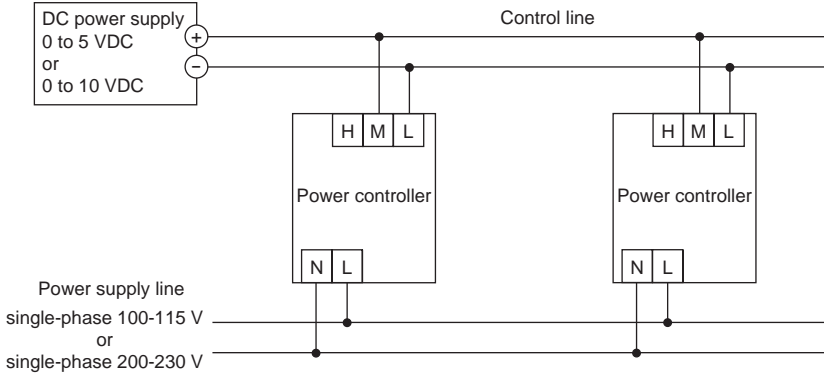 DC power supply
0 to 5 VDC
or
0 to 10 VDC
+
−
Control line
H M L
H M L
Power controller
Power controller
N L
N L
Power supply line
single-phase 100-115 V
or
single-phase 200-230 V